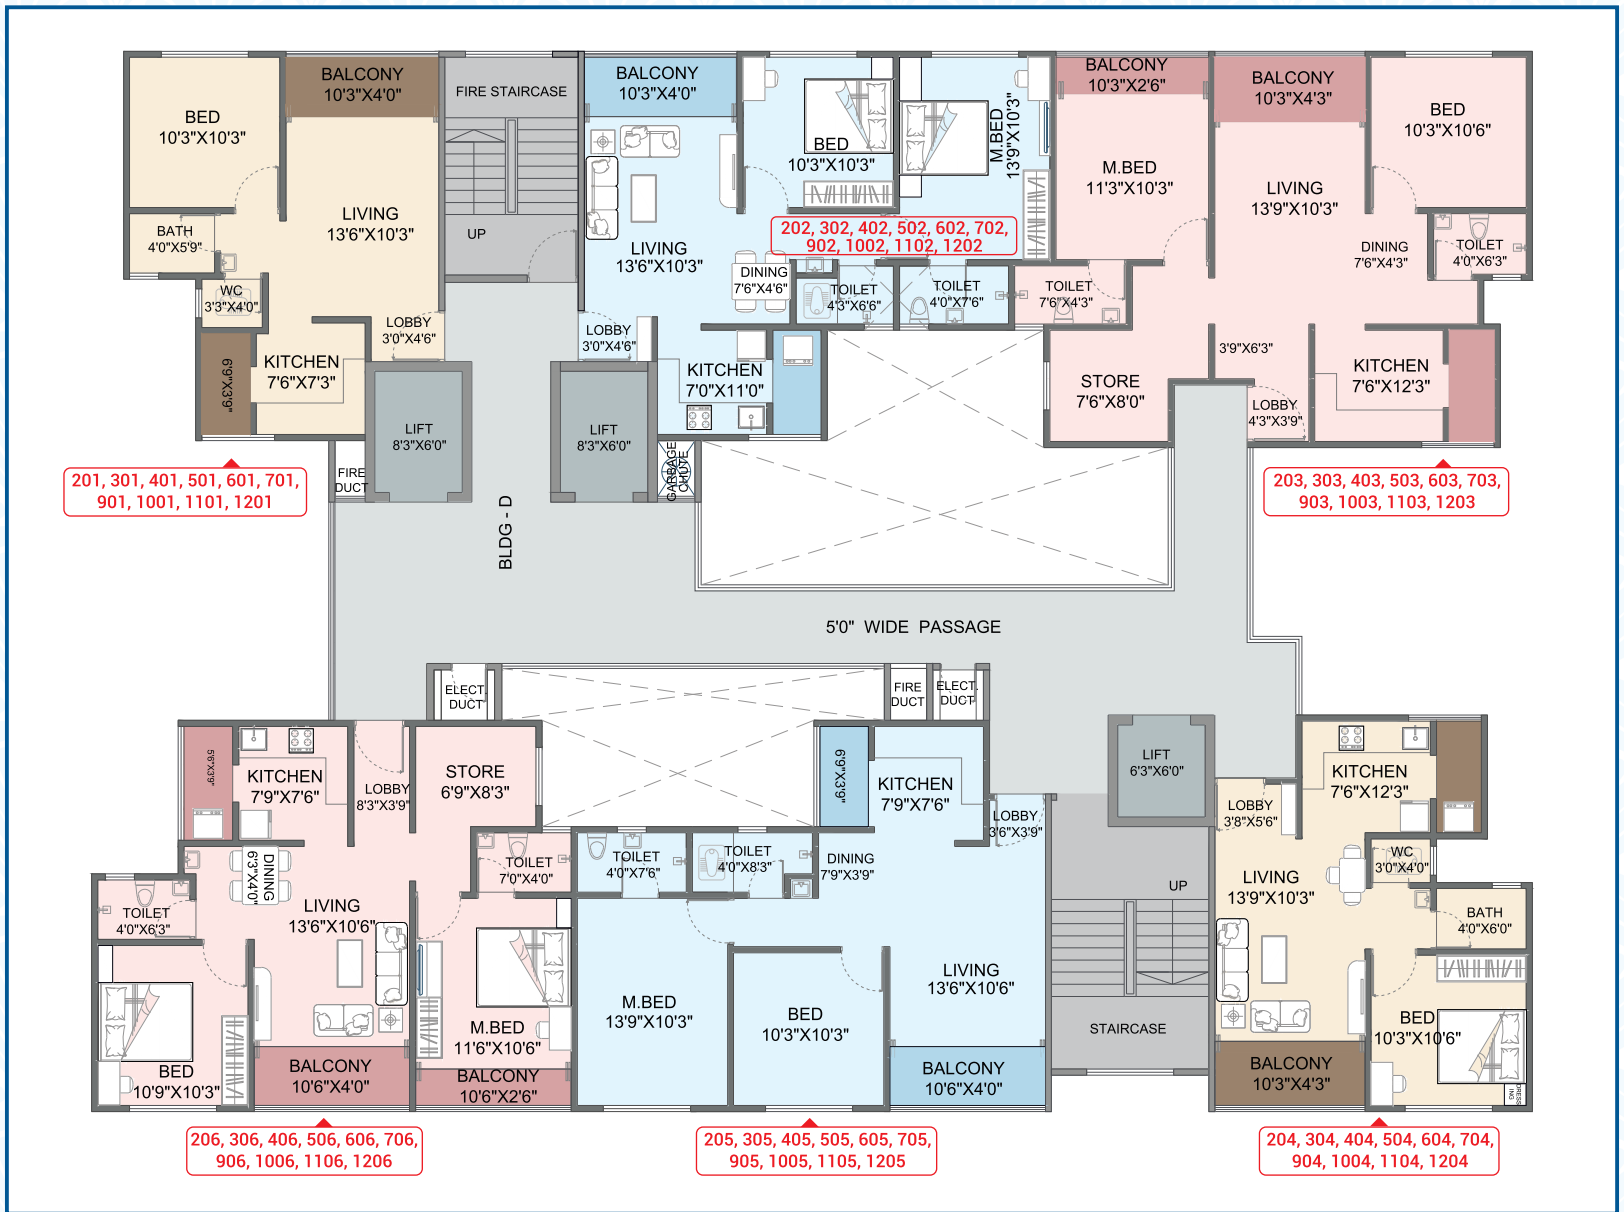 BED
10'3"X10'3"
BALCONY
10'3"X4'0"
LIVING
13'6"X10'3"
BATH
4'0"X5'9"
WC
3'3"X4'0"
LOBBY
3'0"X4'6"
KITCHEN
7'6"X7'3"
6'9"X3'9"
201, 301, 401, 501, 601, 701,
901, 1001, 1101, 1201
FIRE STAIRCASE
UP
LIFT
8'3"X6'0"
FIRE
DUCT
BLDG - D
LIFT
8'3"X6'0"
GARBAGE
CHUTE
BALCONY
10'3"X4'0"
LIVING
13'6"X10'3"
BED
10'3"X10'3"
M.BED
13'9"X10'3"
202, 302, 402, 502, 602, 702,
902, 1002, 1102, 1202
DINING
7'6"X4'6"
TOILET
4'3"X6'6"
TOILET
4'0"X7'6"
LOBBY
3'0"X4'6"
KITCHEN
7'0"X11'0"
BALCONY
10'3"X2'6"
M.BED
11'3"X10'3"
TOILET
7'6"X4'3"
STORE
7'6"X8'0"
BALCONY
10'3"X4'3"
LIVING
13'9"X10'3"
BED
10'3"X10'6"
DINING
7'6"X4'3"
TOILET
4'0"X6'3"
3'9"X6'3"
KITCHEN
7'6"X12'3"
LOBBY
4'3"X3'9"
203, 303, 403, 503, 603, 703,
903, 1003, 1103, 1203
5'0" WIDE PASSAGE
ELECT.
DUCT
FIRE
DUCT
ELECT.
DUCT
5'6"X3'9"
KITCHEN
7'9"X7'6"
LOBBY
8'3"X3'9"
STORE
6'9"X8'3"
DINING
6'3"X4'0"
TOILET
7'0"X4'0"
TOILET
4'0"X6'3"
LIVING
13'6"X10'6"
BED
10'9"X10'3"
M.BED
11'6"X10'6"
BALCONY
10'6"X4'0"
BALCONY
10'6"X2'6"
206, 306, 406, 506, 606, 706,
906, 1006, 1106, 1206
6'9"X3'9"
KITCHEN
7'9"X7'6"
LOBBY
3'6"X3'9"
TOILET
4'0"X7'6"
TOILET
4'0"X8'3"
DINING
7'9"X3'9"
M.BED
13'9"X10'3"
BED
10'3"X10'3"
LIVING
13'6"X10'6"
BALCONY
10'6"X4'0"
205, 305, 405, 505, 605, 705,
905, 1005, 1105, 1205
LIFT
6'3"X6'0"
UP
STAIRCASE
LOBBY
3'8"X5'6"
KITCHEN
7'6"X12'3"
WC
3'0"X4'0"
LIVING
13'9"X10'3"
BATH
4'0"X6'0"
BED
10'3"X10'6"
BALCONY
10'3"X4'3"
DRESS
ING
204, 304, 404, 504, 604, 704,
904, 1004, 1104, 1204